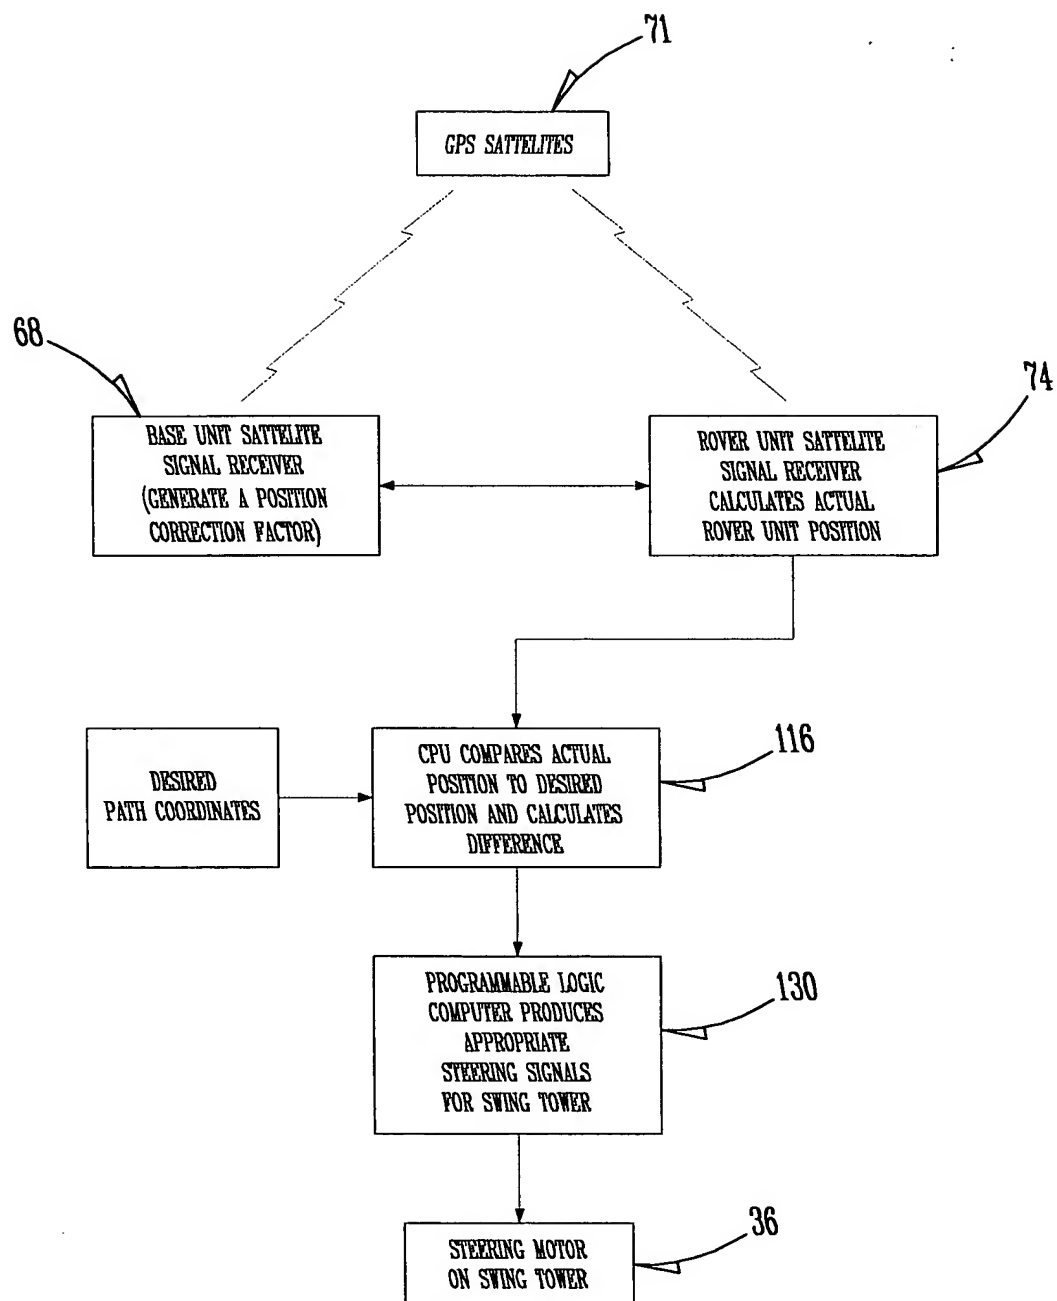 71
GPS SATTELITES
68
74
BASE UNIT SATTELITE
SIGNAL RECEIVER
(GENERATE A POSITION
CORRECTION FACTOR)
ROVER UNIT SATTELITE
SIGNAL RECEIVER
CALCULATES ACTUAL
ROVER UNIT POSITION
116
DESIRED
PATH COORDINATES
CPU COMPARES ACTUAL
POSITION TO DESIRED
POSITION AND CALCULATES
DIFFERENCE
130
PROGRAMMABLE LOGIC
COMPUTER PRODUCES
APPROPRIATE
STEERING SIGNALS
FOR SWING TOWER
36
STEERING MOTOR
ON SWING TOWER